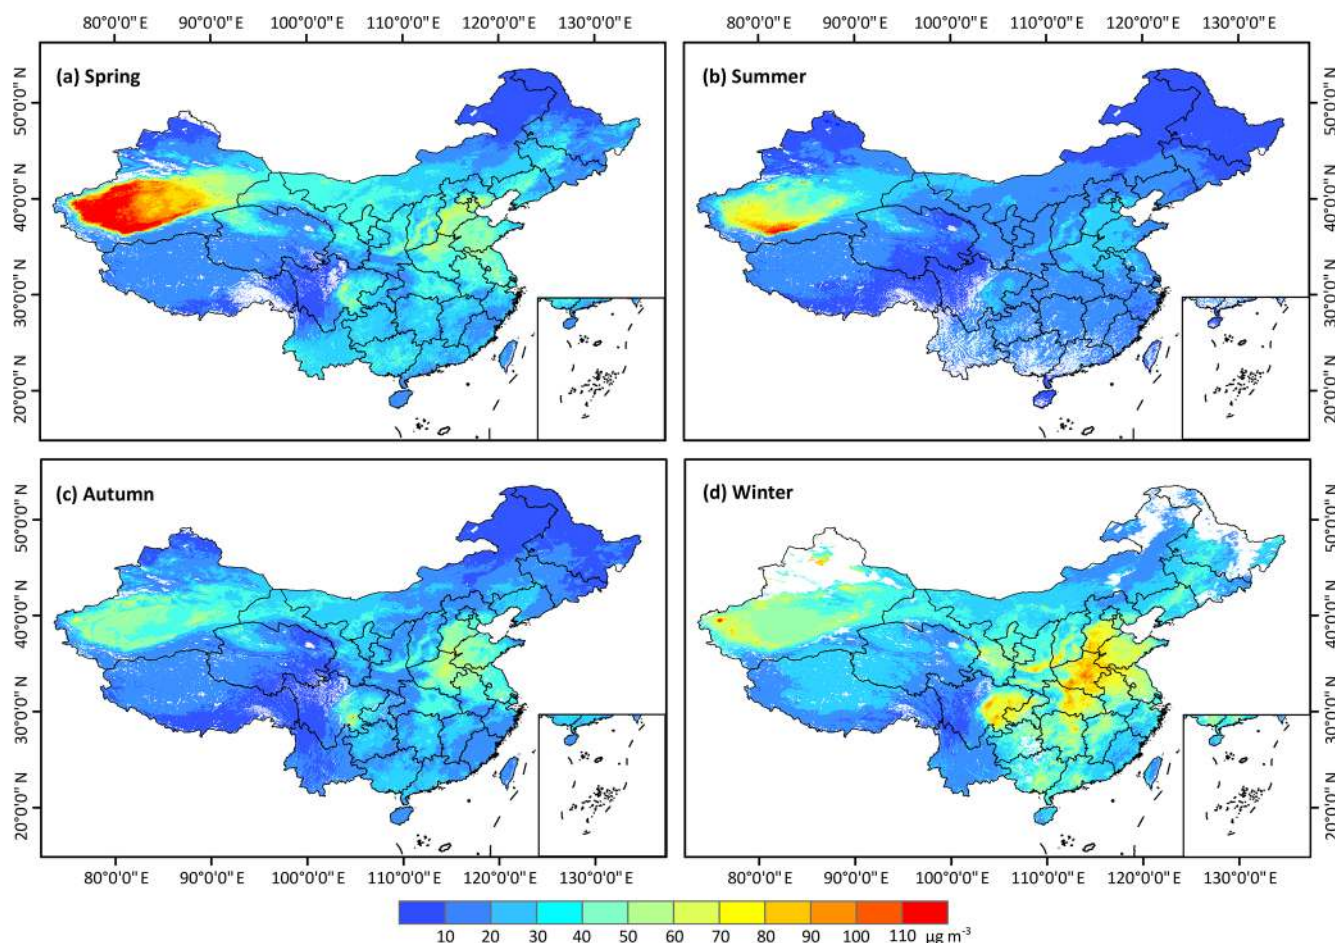 80°0'0" E 90°0'0" E 100°0'0" E 110°0'0" E 120°0'0" E 130°0'0" E 80°0'0" E 90°0'0" E 100°0'0" E 110°0'0" E 120°0'0" E 130°0'0" E
(a) Spring
(b) Summer
50°0'0" N
40°0'0" N
30°0'0" N
20°0'0" N
50°0'0" N
40°0'0" N
30°0'0" N
20°0'0" N
(c) Autumn
(d) Winter
50°0'0" N
40°0'0" N
30°0'0" N
20°0'0" N
50°0'0" N
40°0'0" N
30°0'0" N
20°0'0" N
80°0'0" E 90°0'0" E 100°0'0" E 110°0'0" E 120°0'0" E 130°0'0" E 80°0'0" E 90°0'0" E 100°0'0" E 110°0'0" E 120°0'0" E 130°0'0" E
10 20 30 40 50 60 70 80 90 100 110 µg m⁻³